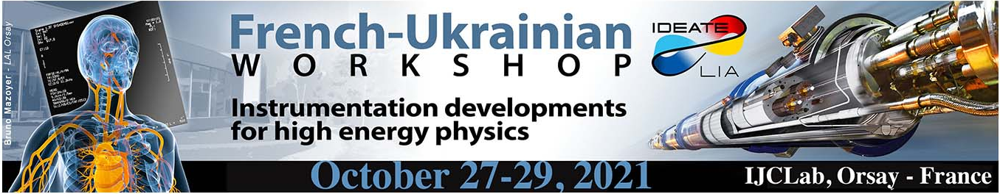 Bruno Mazoyer - LAL Orsay
French-Ukrainian
WORKSHOP
IDEATE
LIA
Instrumentation developments
for high energy physics
October 27-29, 2021
IJCLab, Orsay - France